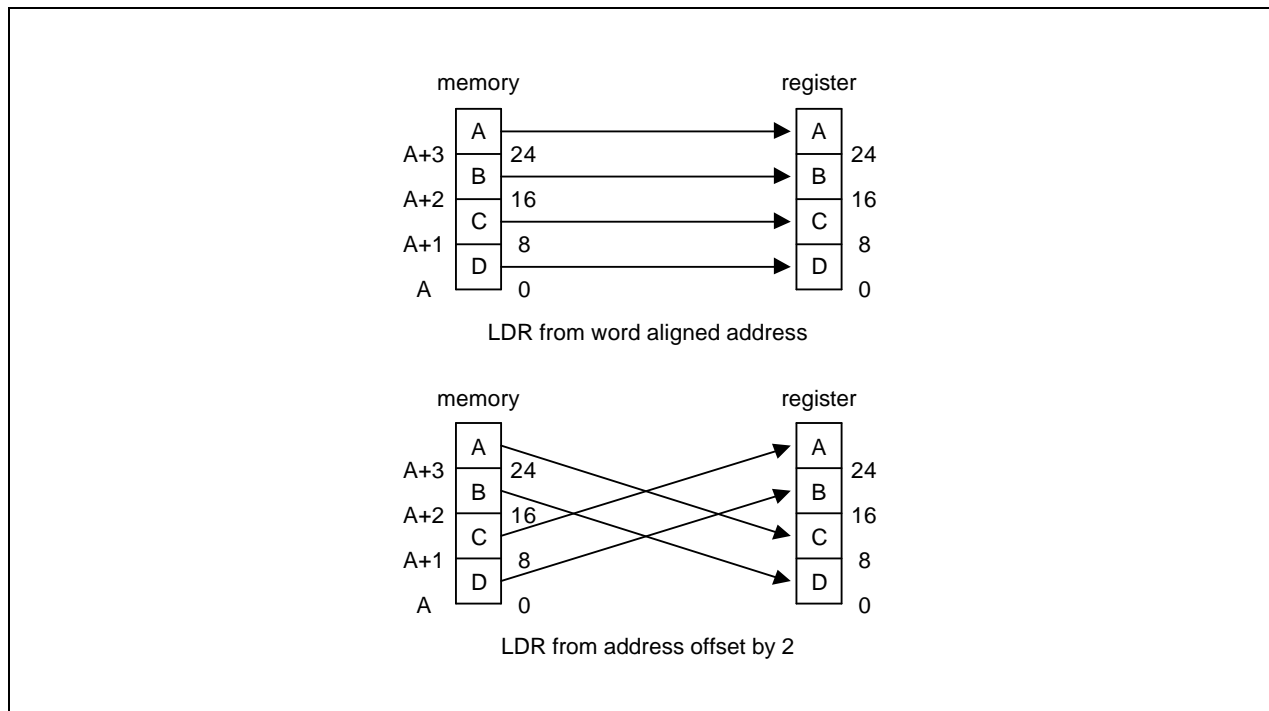 memory register
A A
A+3 24 24
B B
A+2 16 16
C C
A+1 8 8
D D
A 0 0
LDR from word aligned address
memory register
A A
A+3 24 24
B B
A+2 16 16
C C
A+1 8 8
D D
A 0 0
LDR from address offset by 2